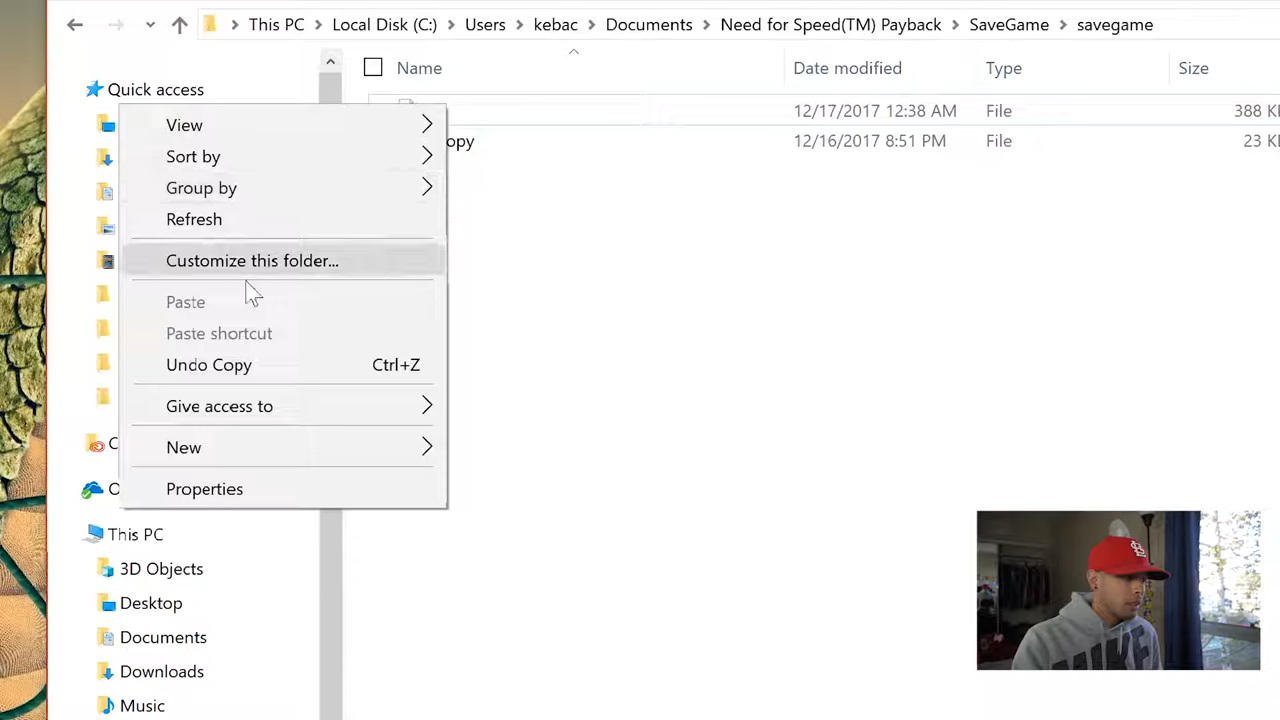 This PC > Local Disk (C:) > Users > kebac > Documents > Need for Speed(TM) Payback > SaveGame > savegame
Name Date modified Type Size
Quick access
12/17/2017 12:38 AM File 388
opy 12/16/2017 8:51 PM File 23
View
Sort by
Group by
Refresh
Customize this folder...
Paste
Paste shortcut
Undo Copy Ctrl+Z
Give access to
New
Properties
C
O
This PC
3D Objects
Desktop
Documents
Downloads
Music
NIKE